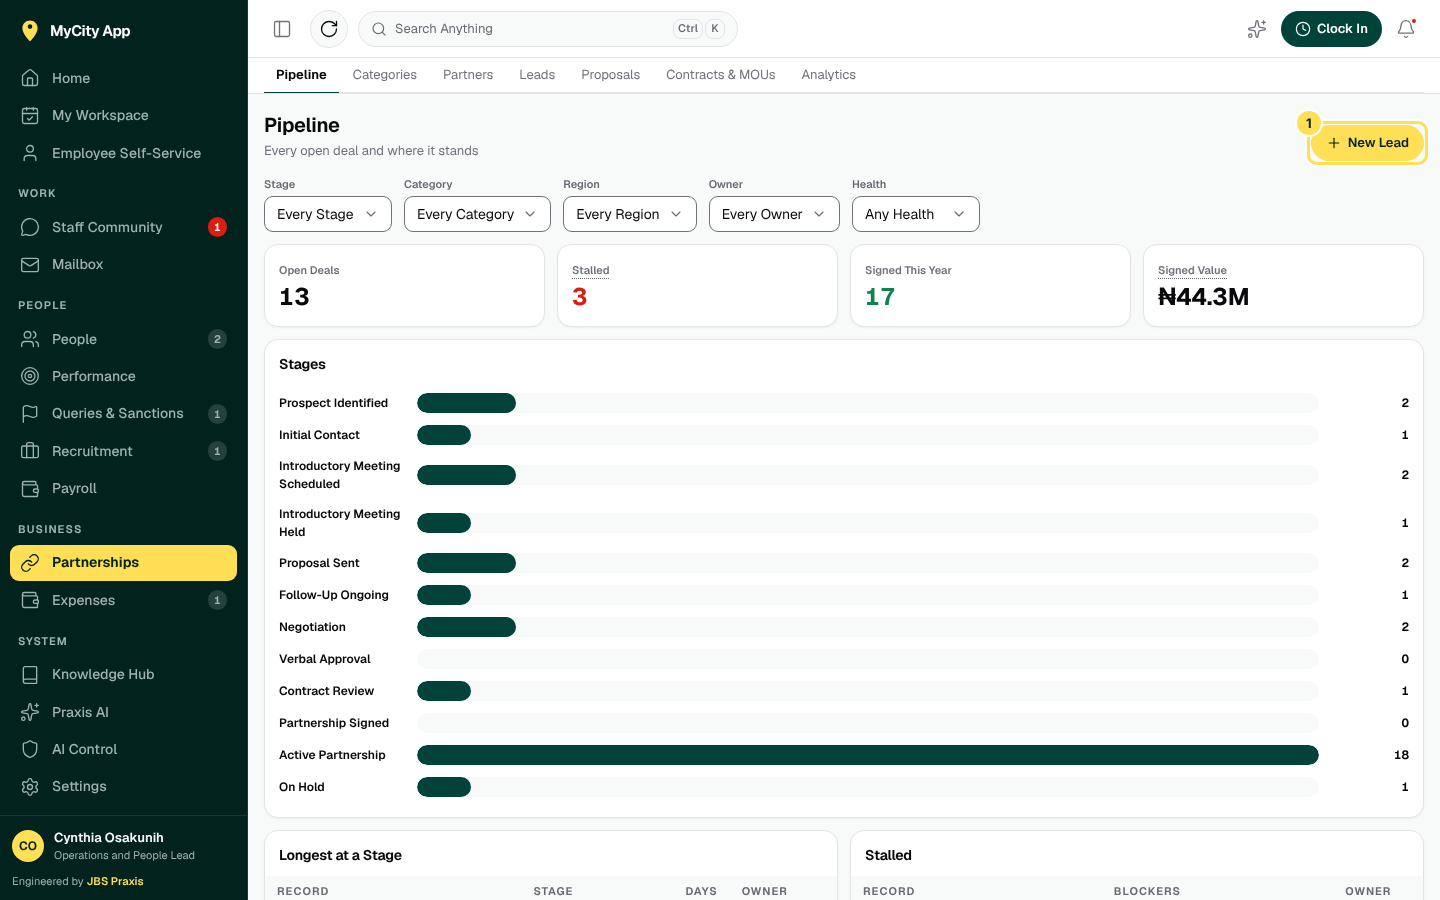 MyCity App
Home
My Workspace
Employee Self-Service
WORK
Staff Community 1
Mailbox
PEOPLE
People 2
Performance
Queries & Sanctions 1
Recruitment 1
Payroll
BUSINESS
Partnerships
Expenses 1
SYSTEM
Knowledge Hub
Praxis AI
AI Control
Settings
CO
Cynthia Osakunih
Operations and People Lead
Engineered by JBS Praxis
Search Anything Ctrl K
Clock In
Pipeline Categories Partners Leads Proposals Contracts & MOUs Analytics
Pipeline
Every open deal and where it stands
1
New Lead
Stage Category Region Owner Health
Every Stage Every Category Every Region Every Owner Any Health
Open Deals Stalled Signed This Year Signed Value
13 3 17 ₦44.3M
Stages
Prospect Identified 2
Initial Contact 1
Introductory Meeting
Scheduled 2
Introductory Meeting
Held 1
Proposal Sent 2
Follow-Up Ongoing 1
Negotiation 2
Verbal Approval 0
Contract Review 1
Partnership Signed 0
Active Partnership 18
On Hold 1
Longest at a Stage
RECORD STAGE DAYS OWNER
Stalled
RECORD BLOCKERS OWNER